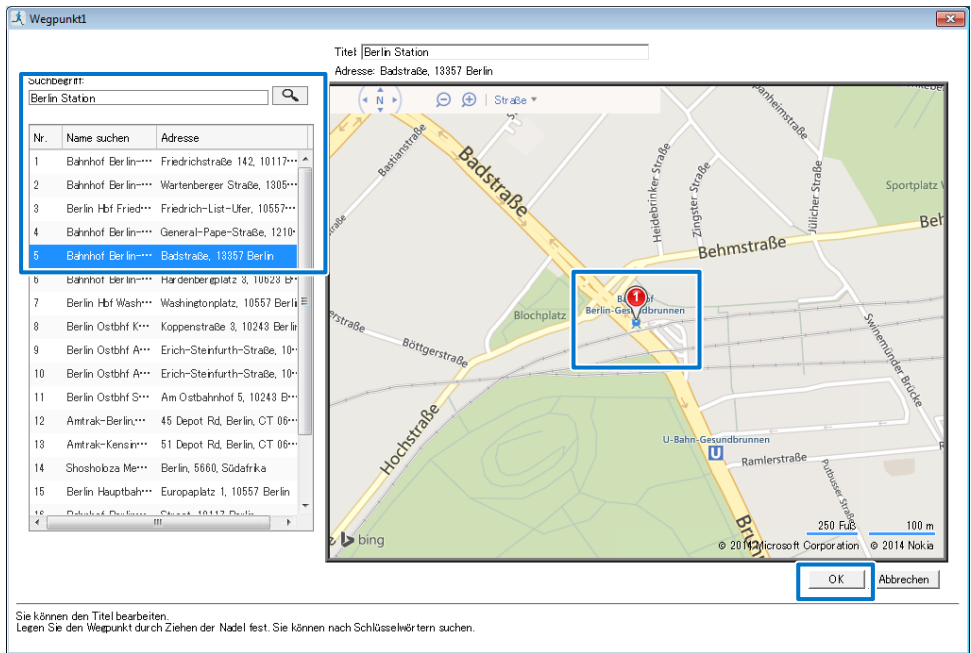 Wegpunkt1
Titel: Berlin Station
Adresse: Badstraße, 13357 Berlin
Suchbegriff:
Berlin Station
Nr. Name suchen Adresse
1 Bahnhof Berlin-··· Friedrichstraße 142, 10117···
2 Bahnhof Berlin-··· Wartenberger Straße, 1305···
3 Berlin Hbf Fried··· Friedrich-List-Ufer, 10557···
4 Bahnhof Berlin-··· General-Pape-Straße, 1210·
5 Bahnhof Berlin-··· Badstraße, 13357 Berlin
6 Bahnhof Berlin-··· Hardenbergplatz 3, 10623 B··
7 Berlin Hbf Wash··· Washingtonplatz, 10557 Berli
8 Berlin Ostbhf K··· Koppenstraße 3, 10243 Berlin
9 Berlin Ostbhf A··· Erich-Steinfurth-Straße, 10··
10 Berlin Ostbhf A··· Erich-Steinfurth-Straße, 10··
11 Berlin Ostbhf S··· Am Ostbahnhof 5, 10243 B···
12 Amtrak-Berlin,··· 45 Depot Rd, Berlin, CT 06···
13 Amtrak-Kensin··· 51 Depot Rd, Berlin, CT 06···
14 Shosholoza Me··· Berlin, 5660, Südafrika
15 Berlin Hauptbah··· Europaplatz 1, 10557 Berlin
N
Straße
Bastianstraße
Badstraße
Heidebrinker Straße
Zingster Straße
Jülicher Straße
Sportplatz
Beh
Behmstraße
1
Bahnhof
Berlin-Gesundbrunnen
Blochplatz
Böttgerstraße
Swinemünder Brücke
Hochstraße
U-Bahn-Gesundbrunnen
U
Ramlerstraße
Putbusser Straße
Brunn
250 Fuß 100 m
bing
© 2014 Microsoft Corporation © 2014 Nokia
OK Abbrechen
Sie können den Titel bearbeiten.
Legen Sie den Wegpunkt durch Ziehen der Nadel fest. Sie können nach Schlüsselwörtern suchen.